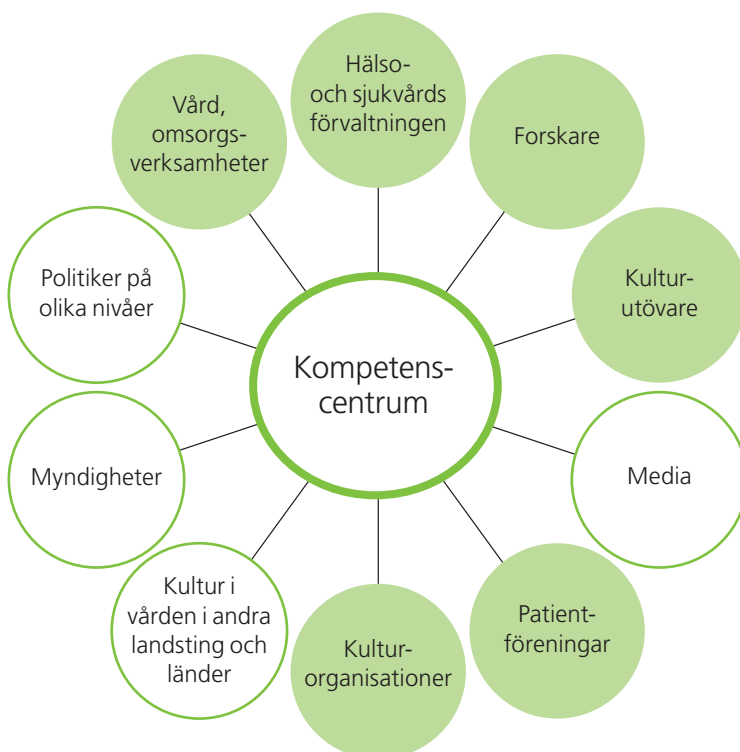 Hälso-
och sjukvårds
förvaltningen
Vård,
omsorgs-
verksamheter
Forskare
Politiker på
olika nivåer
Kultur-
utövare
Kompetens-
centrum
Myndigheter
Media
Kultur i
vården i andra
landsting och
länder
Kultur-
organisationer
Patient-
föreningar